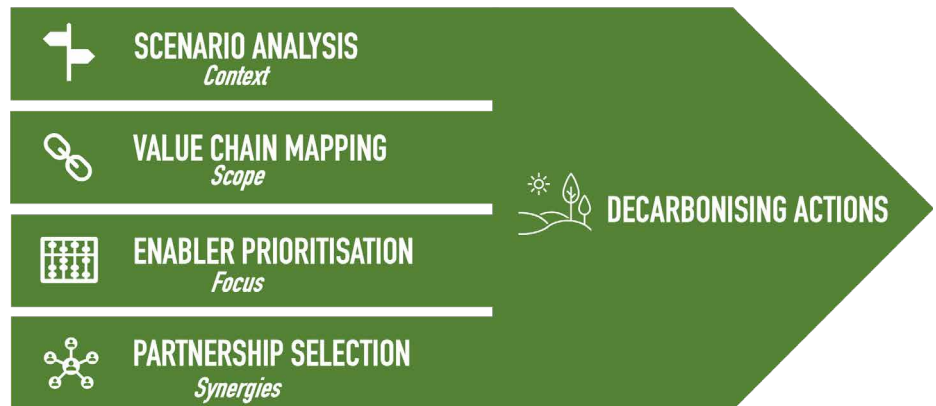 SCENARIO ANALYSIS
Context
VALUE CHAIN MAPPING
Scope
DECARBONISING ACTIONS
ENABLER PRIORITISATION
Focus
PARTNERSHIP SELECTION
Synergies